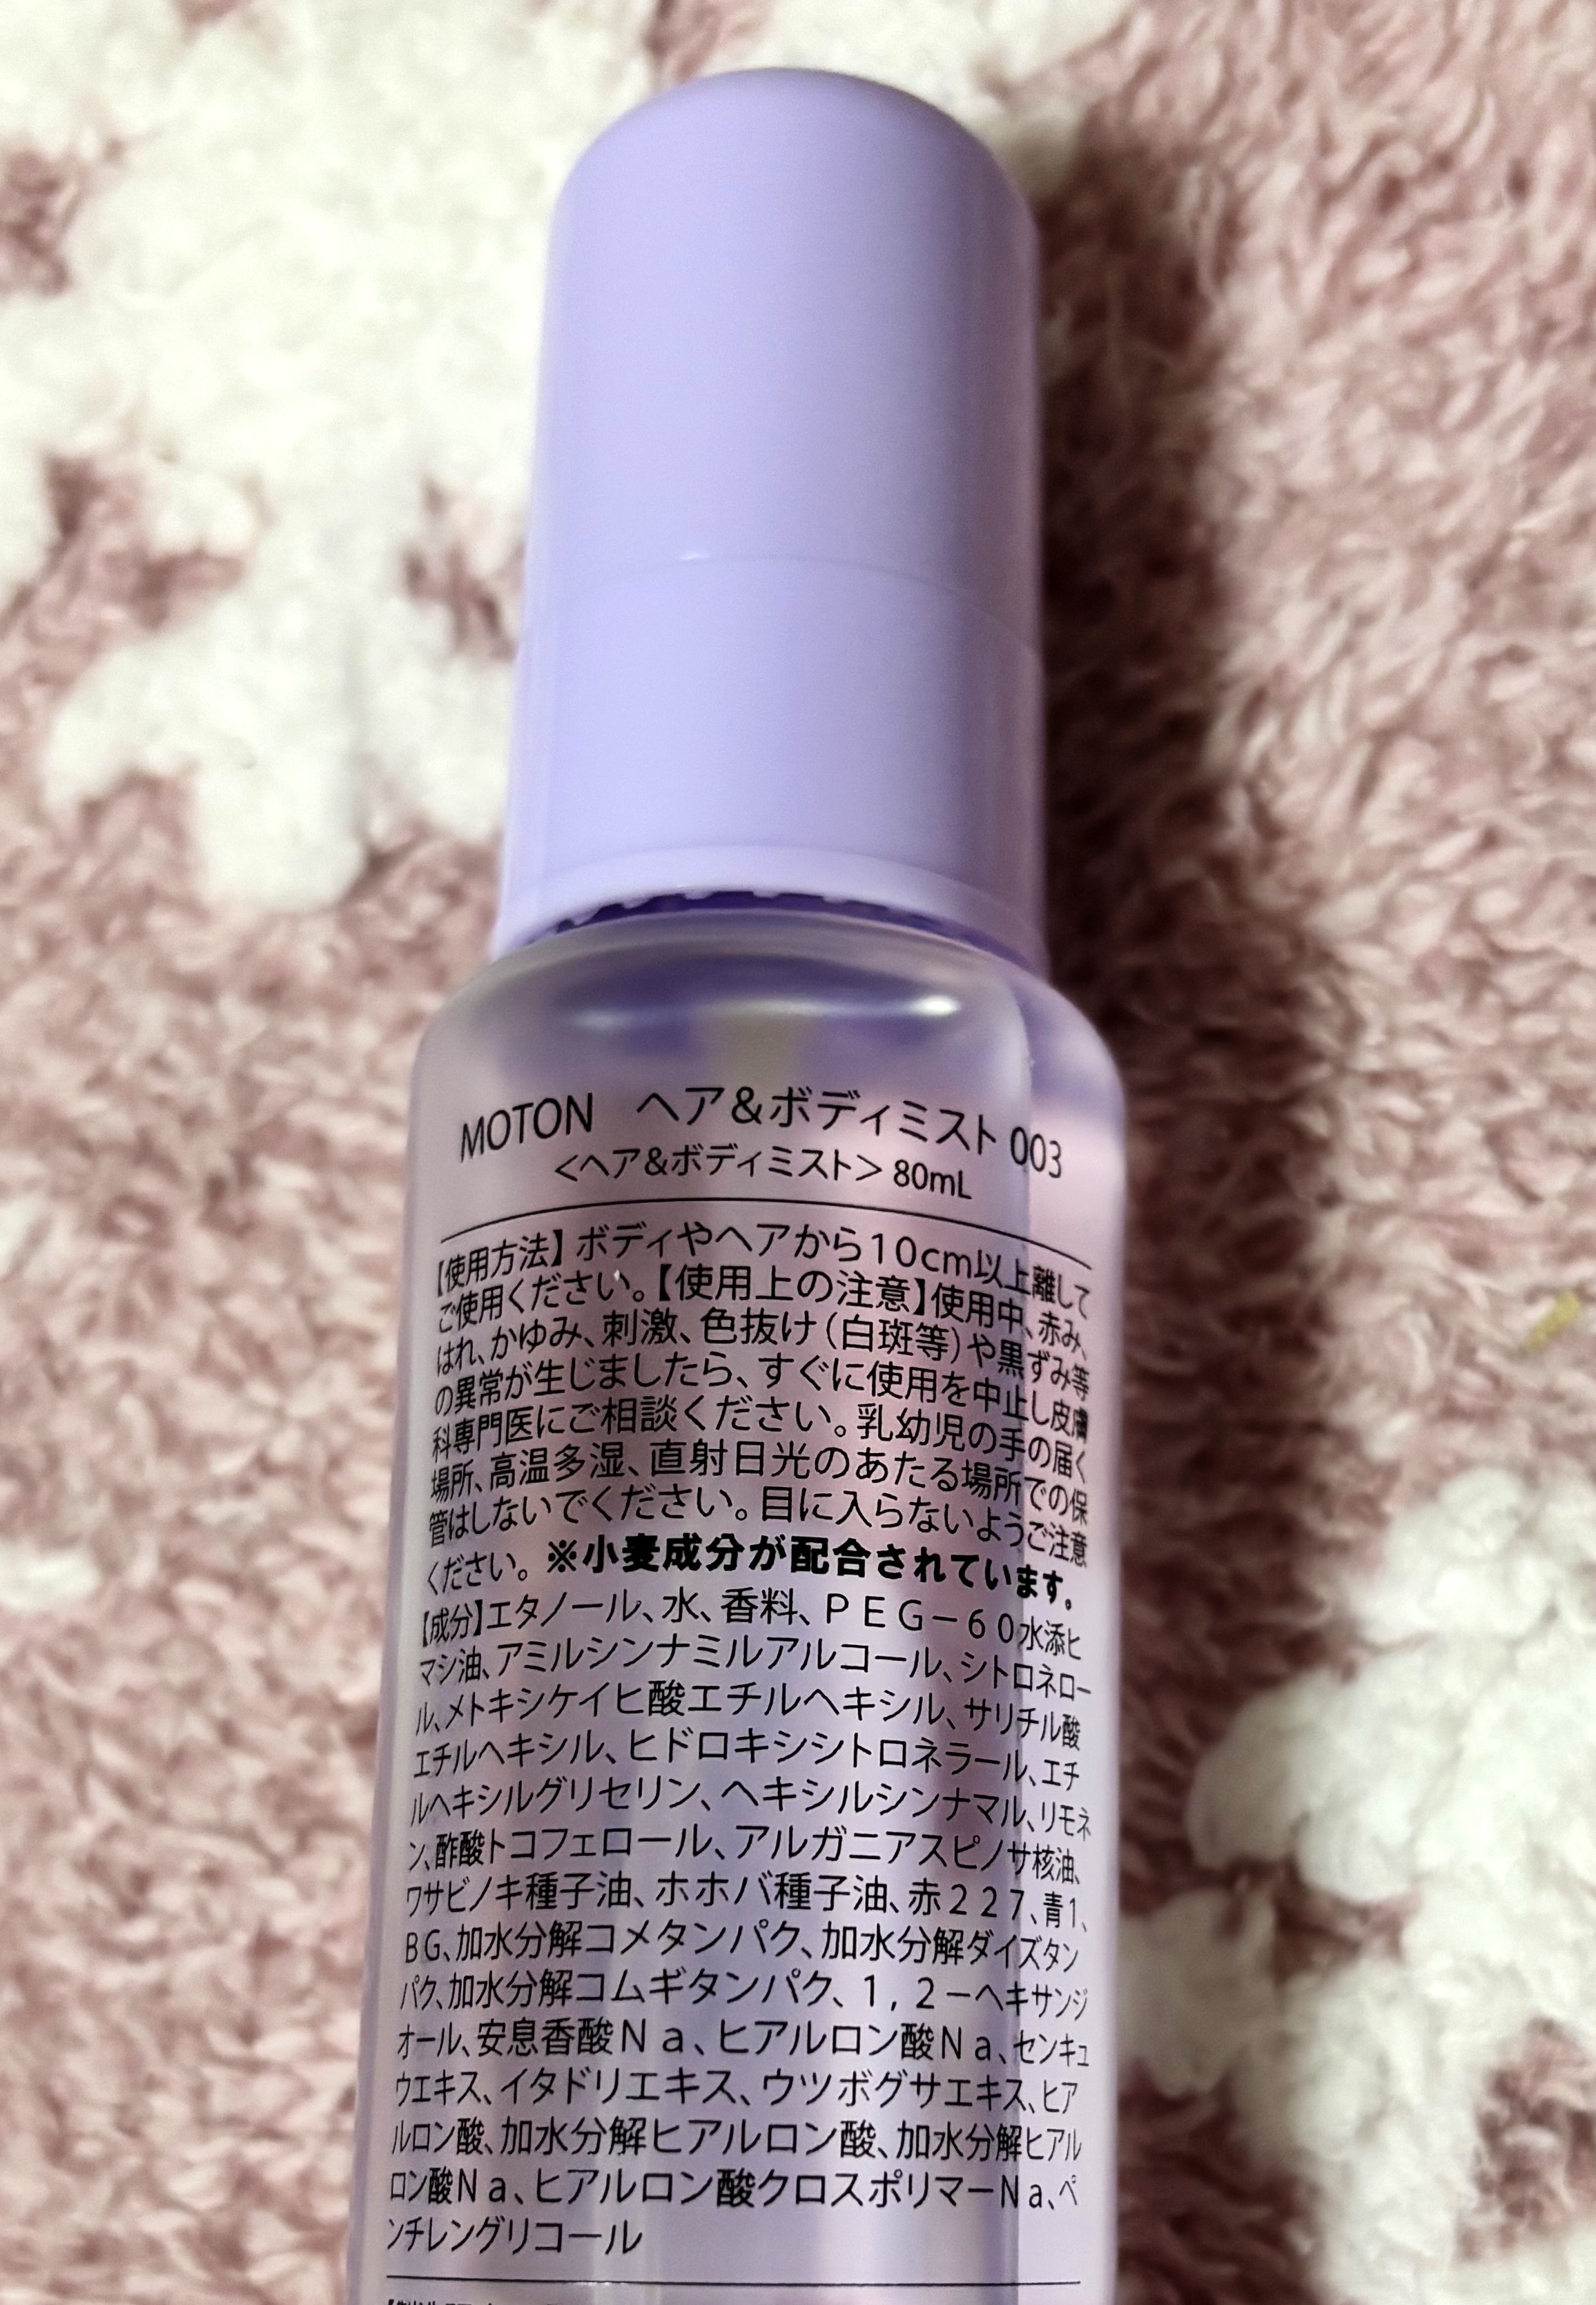 MOTON ヘア&ボディミスト 003
<ヘア&ボディミスト> 80mL
【使用方法】ボディやヘアから10cm以上離して
ご使用ください。【使用上の注意】使用中、赤み、
はれ、かゆみ、刺激、色抜け(白斑等)や黒ずみ等
の異常が生じましたら、すぐに使用を中止し皮膚
科専門医にご相談ください。乳幼児の手の届く
場所、高温多湿、直射日光のあたる場所での保
管はしないでください。目に入らないようご注意
ください。※小麦成分が配合されています。
【成分】エタノール、水、香料、PEG-60水添ヒ
マシ油、アミルシンナミルアルコール、シトロネロー
ル、メトキシケイヒ酸エチルヘキシル、サリチル酸
エチルヘキシル、ヒドロキシシトロネラール、エチ
ルヘキシルグリセリン、ヘキシルシンナマル、リモネ
ン、酢酸トコフェロール、アルガニアスピノサ核油、
ワサビノキ種子油、ホホバ種子油、赤227、青1、
BG、加水分解コメタンパク、加水分解ダイズタン
パク、加水分解コムギタンパク、1,2-ヘキサンジ
オール、安息香酸Na、ヒアルロン酸Na、センキュ
ウエキス、イタドリエキス、ウツボグサエキス、ヒア
ルロン酸、加水分解ヒアルロン酸、加水分解ヒアル
ロン酸Na、ヒアルロン酸クロスポリマーNa、ペ
ンチレングリコール